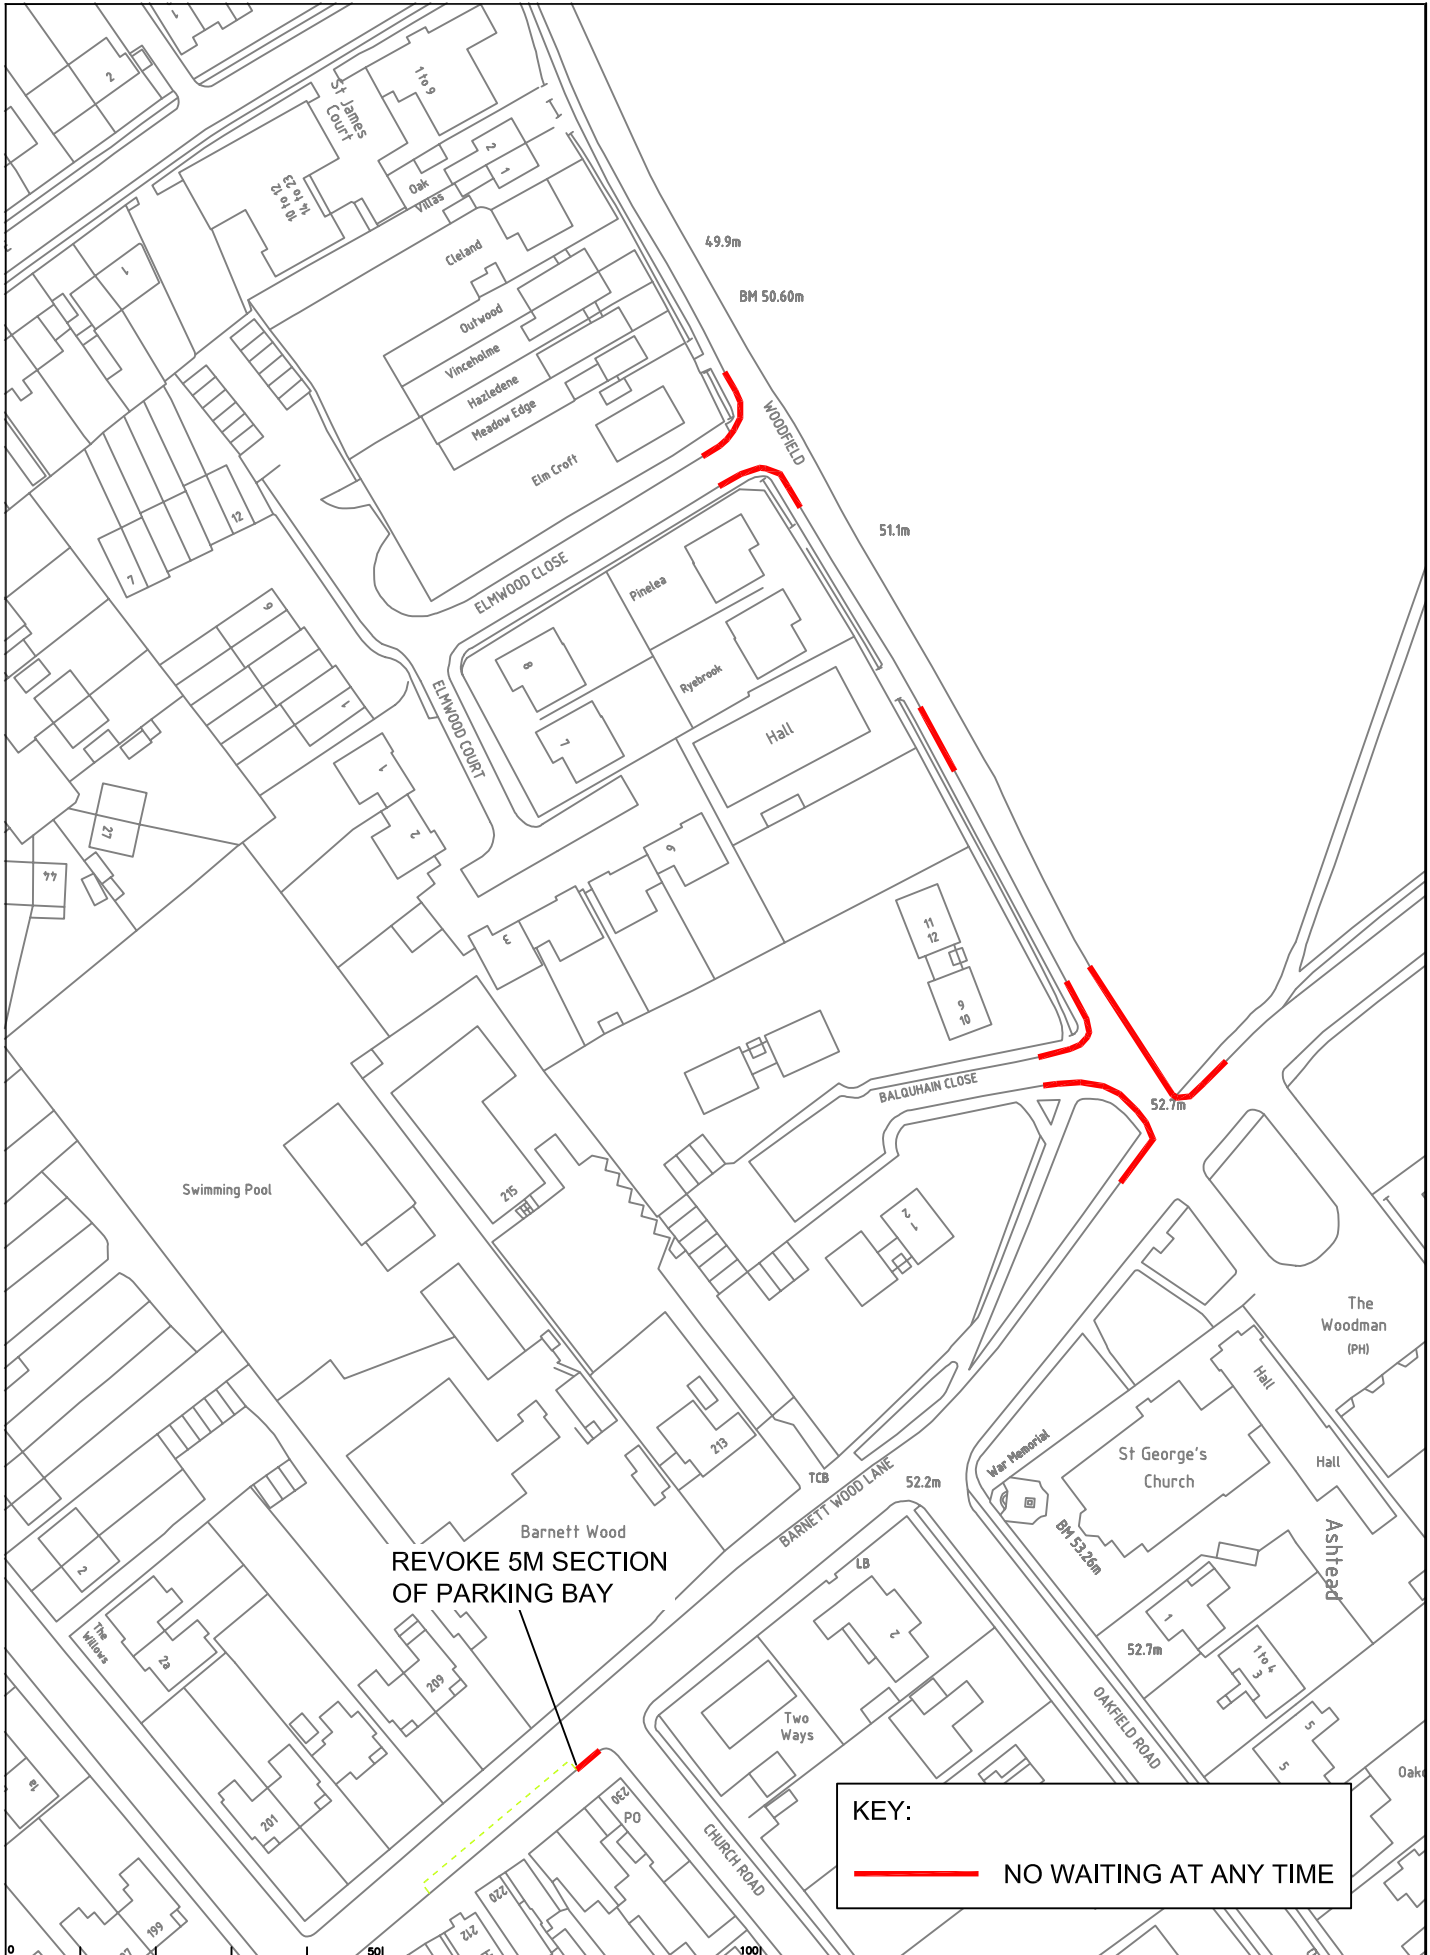 1
2
St James
Court
1 to 9
10 to 12
14 to 23
Oak
Villas
2
1
1
Cleland
49.9m
BM 50.60m
Outwood
Vinceholme
Hazledene
Meadow Edge
Elm Croft
WOODFIELD
12
7
51.1m
ELMWOOD CLOSE
Pinelea
9
8
Ryebrook
ELMWOOD COURT
1
7
Hall
1
2
27
44
6
3
11
12
9
10
BALQUHAIN CLOSE
52.7m
Swimming Pool
215
2
1
The
Woodman
(PH)
Hall
213
War Memorial
St George's
Church
Hall
TCB
BARNETT WOOD LANE
52.2m
BM 53.26m
Ashtead
Barnett Wood
REVOKE 5M SECTION
OF PARKING BAY
LB
2
The
Willows
2a
2
1
52.7m
1 to 4
3
209
OAKFIELD ROAD
Two
Ways
5
5
1a
201
230
PO
CHURCH ROAD
KEY:
NO WAITING AT ANY TIME
199
220
212
0
50
100